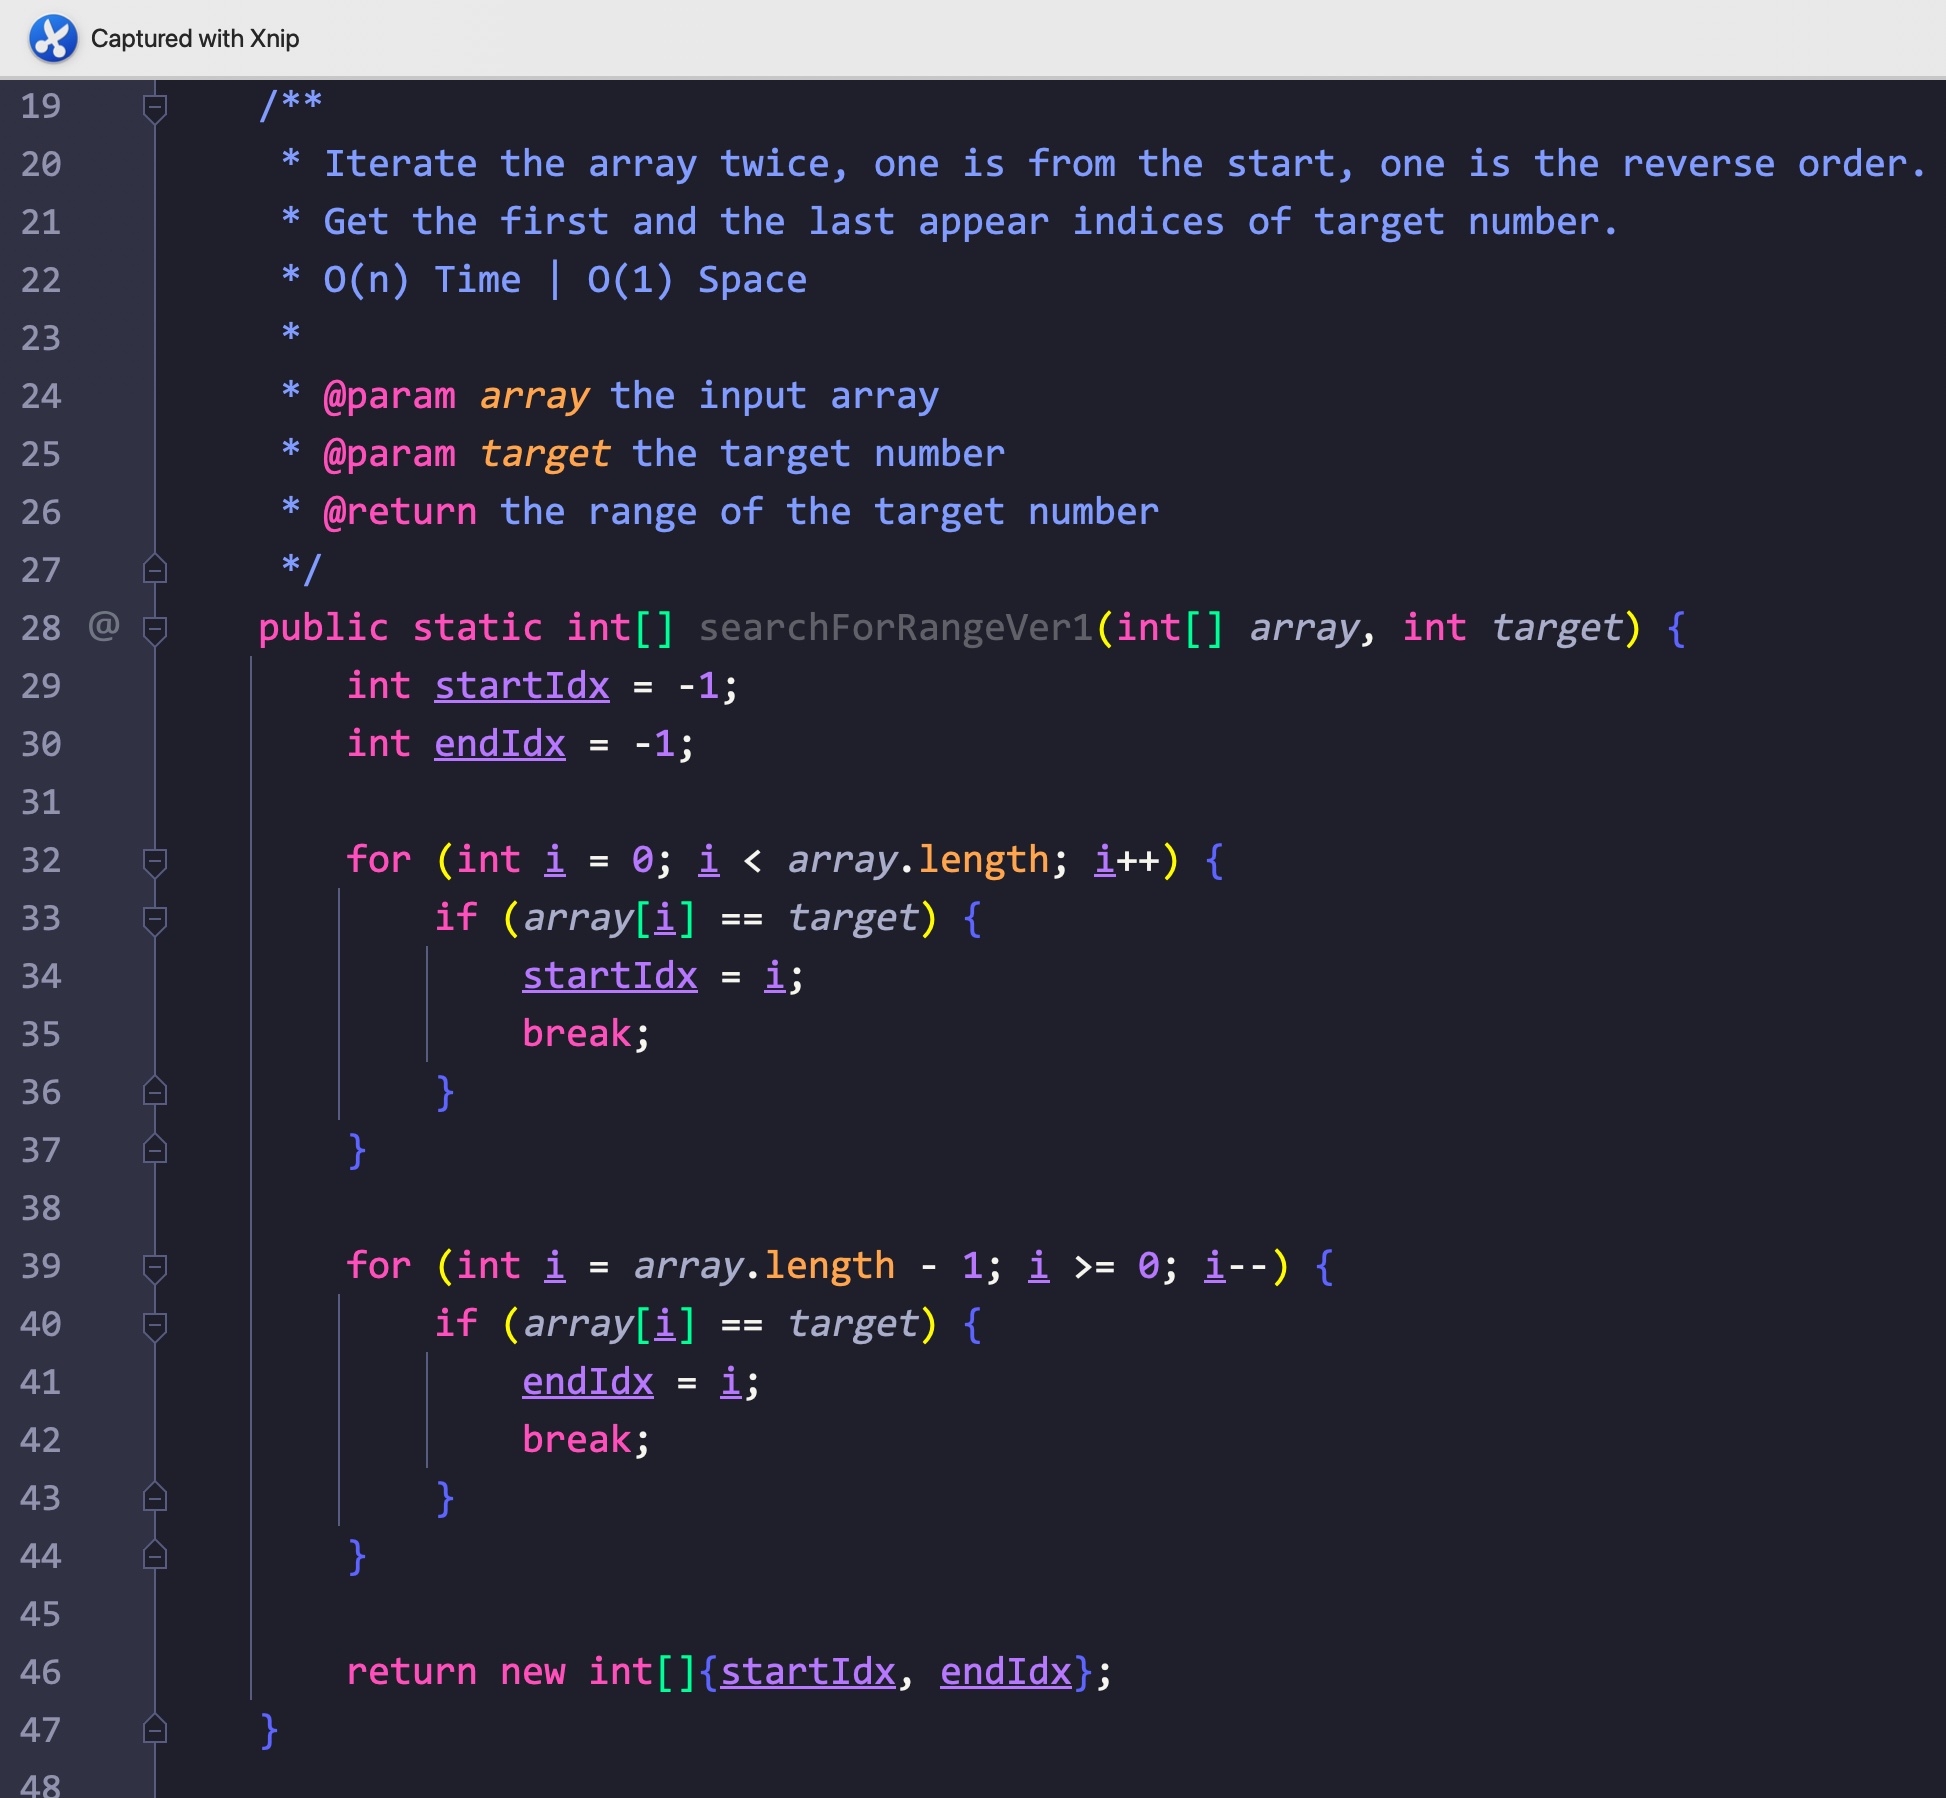 Captured with Xnip
19 /**
20  * Iterate the array twice, one is from the start, one is the reverse order.
21  * Get the first and the last appear indices of target number.
22  * O(n) Time | O(1) Space
23  *
24  * @param array the input array
25  * @param target the target number
26  * @return the range of the target number
27  */
28 @ public static int[] searchForRangeVer1(int[] array, int target) {
29     int startIdx = -1;
30     int endIdx = -1;
31
32     for (int i = 0; i < array.length; i++) {
33         if (array[i] == target) {
34             startIdx = i;
35             break;
36         }
37     }
38
39     for (int i = array.length - 1; i >= 0; i--) {
40         if (array[i] == target) {
41             endIdx = i;
42             break;
43         }
44     }
45
46     return new int[]{startIdx, endIdx};
47 }
48